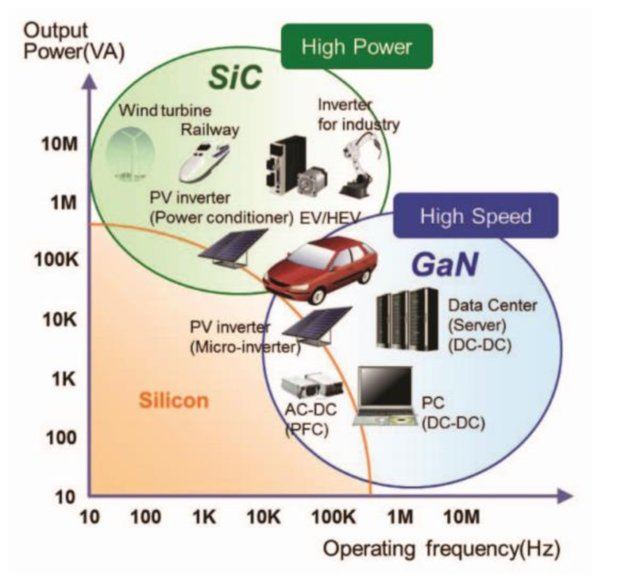 Output
Power(VA)
High Power
SiC
Wind turbine
Railway
Inverter
for industry
10M
PV inverter
(Power conditioner)
EV/HEV
1M
High Speed
100K
GaN
10K
PV inverter
(Micro-inverter)
Data Center
(Server)
(DC-DC)
1K
Silicon
AC-DC
(PFC)
PC
(DC-DC)
100
10
10 100 1K 10K 100K 1M 10M
Operating frequency(Hz)